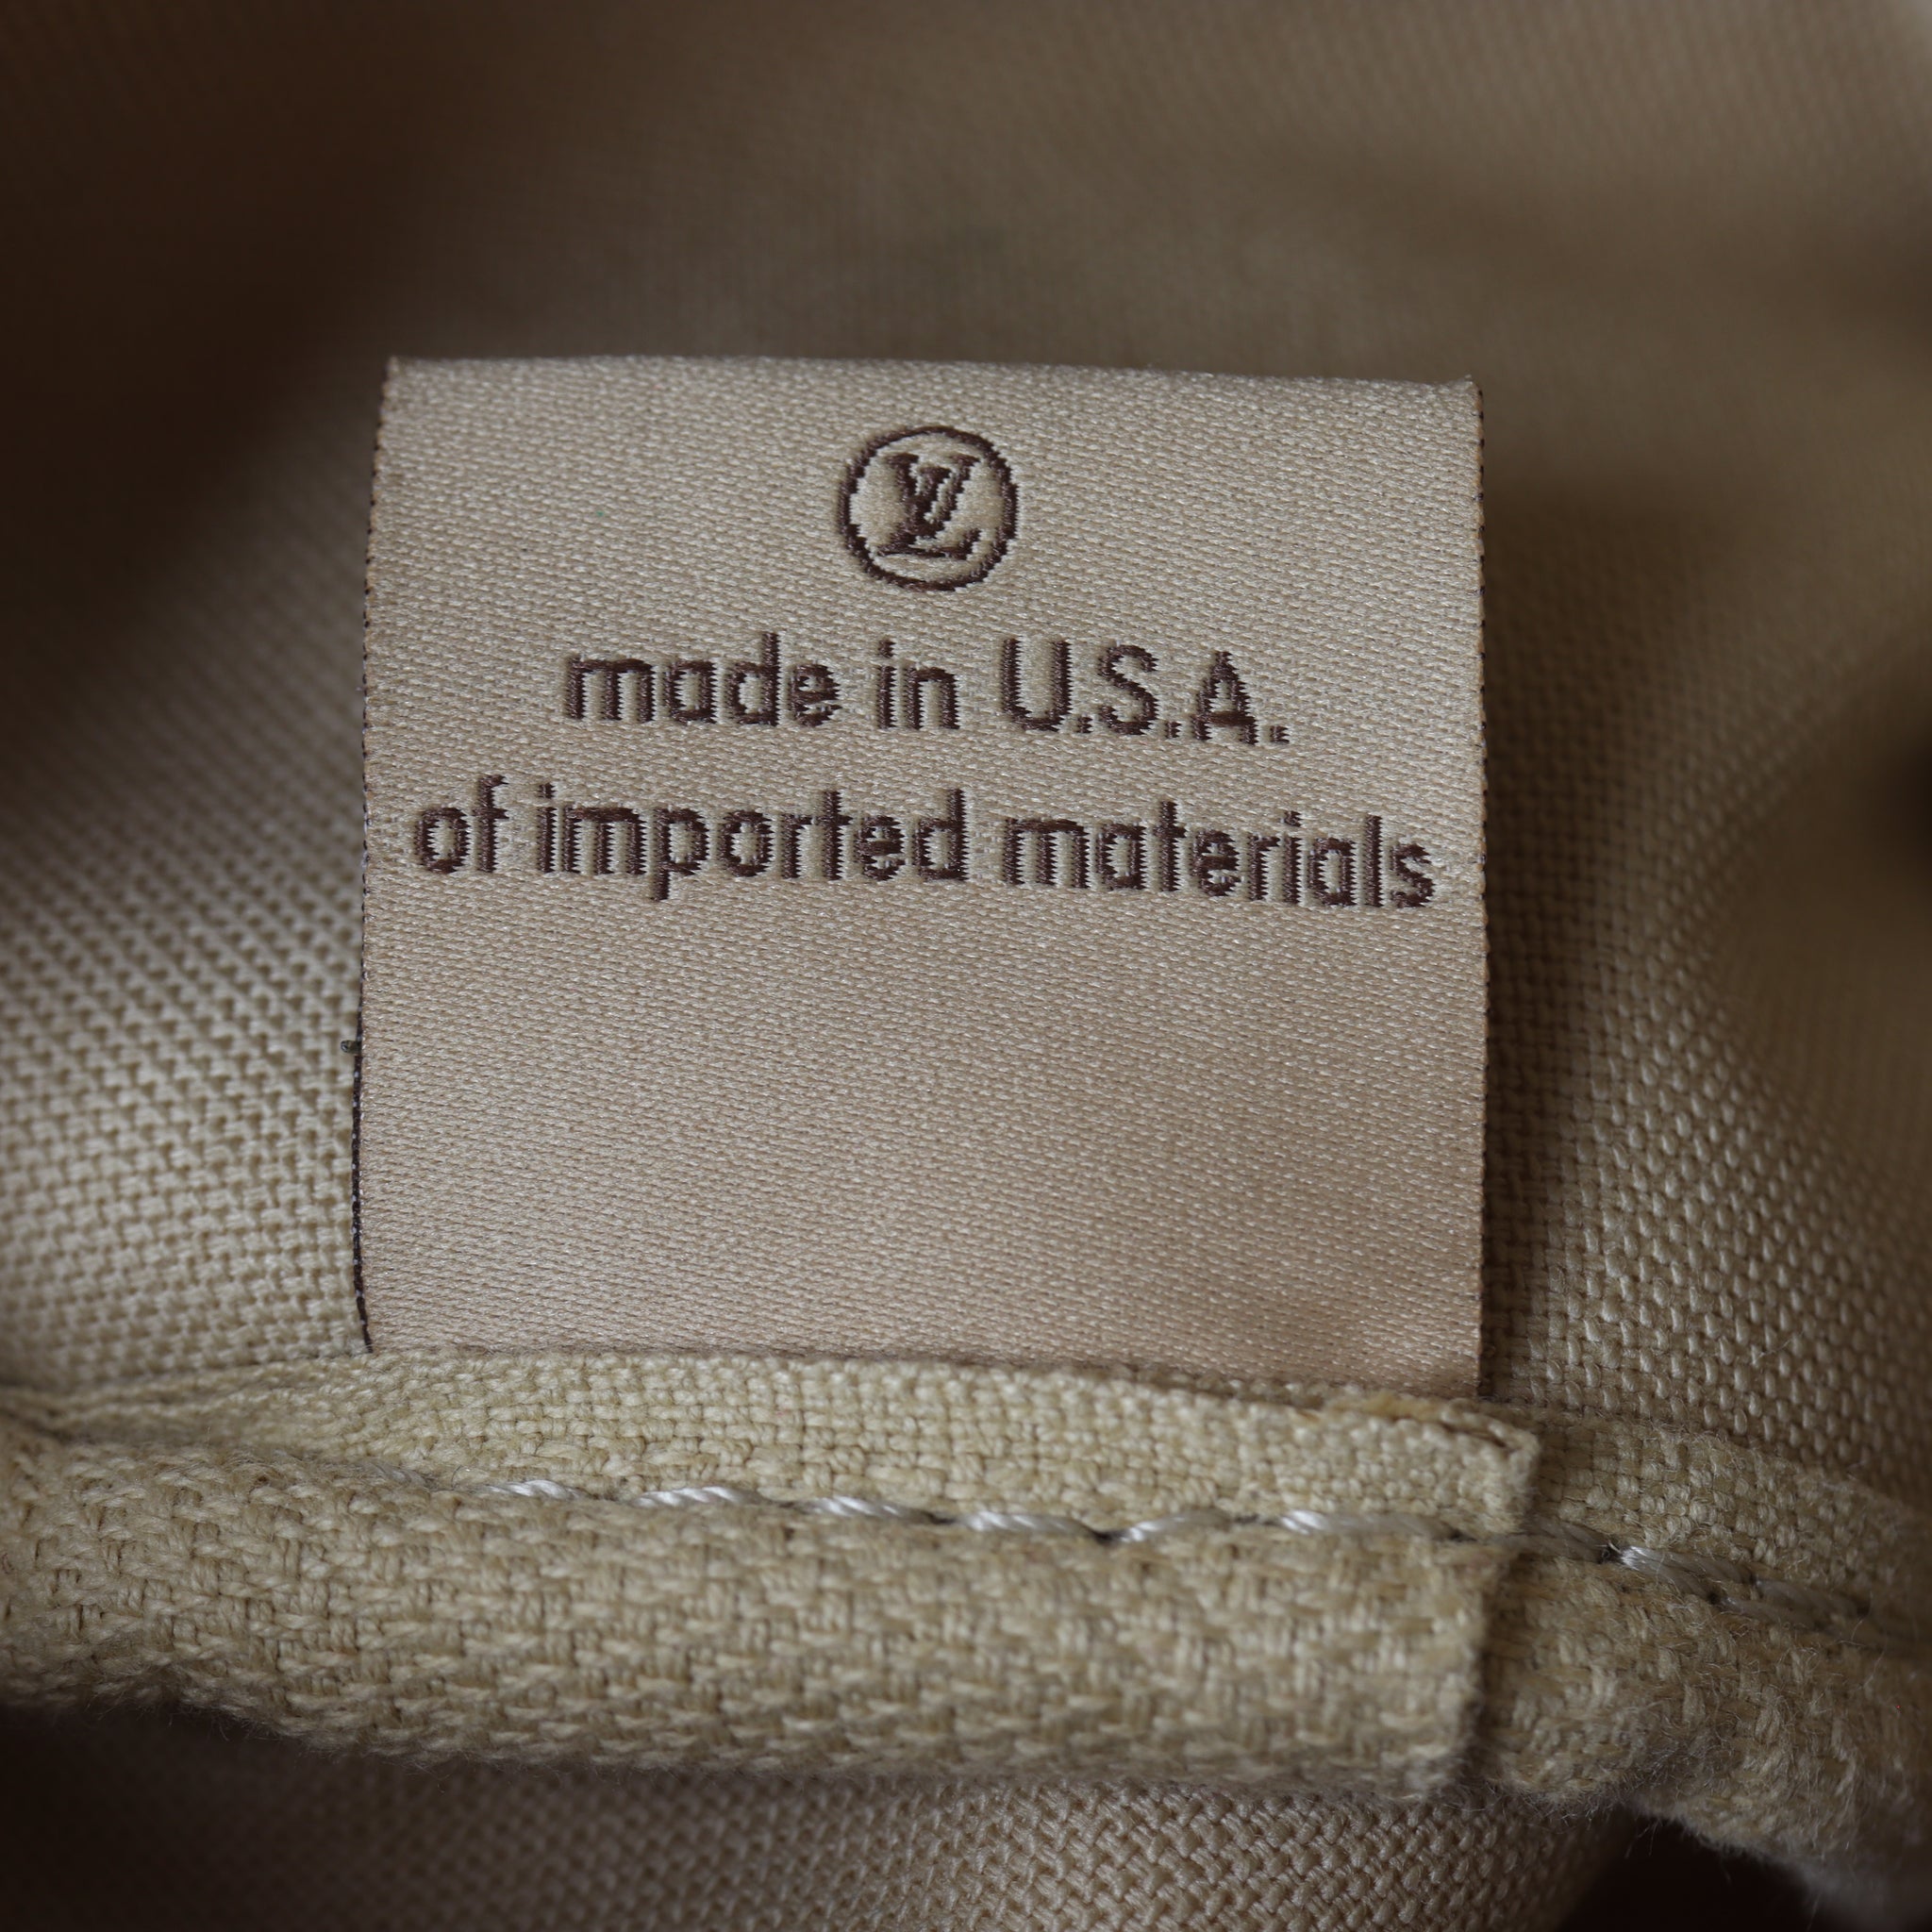 LV
made in U.S.A.
of imported materials